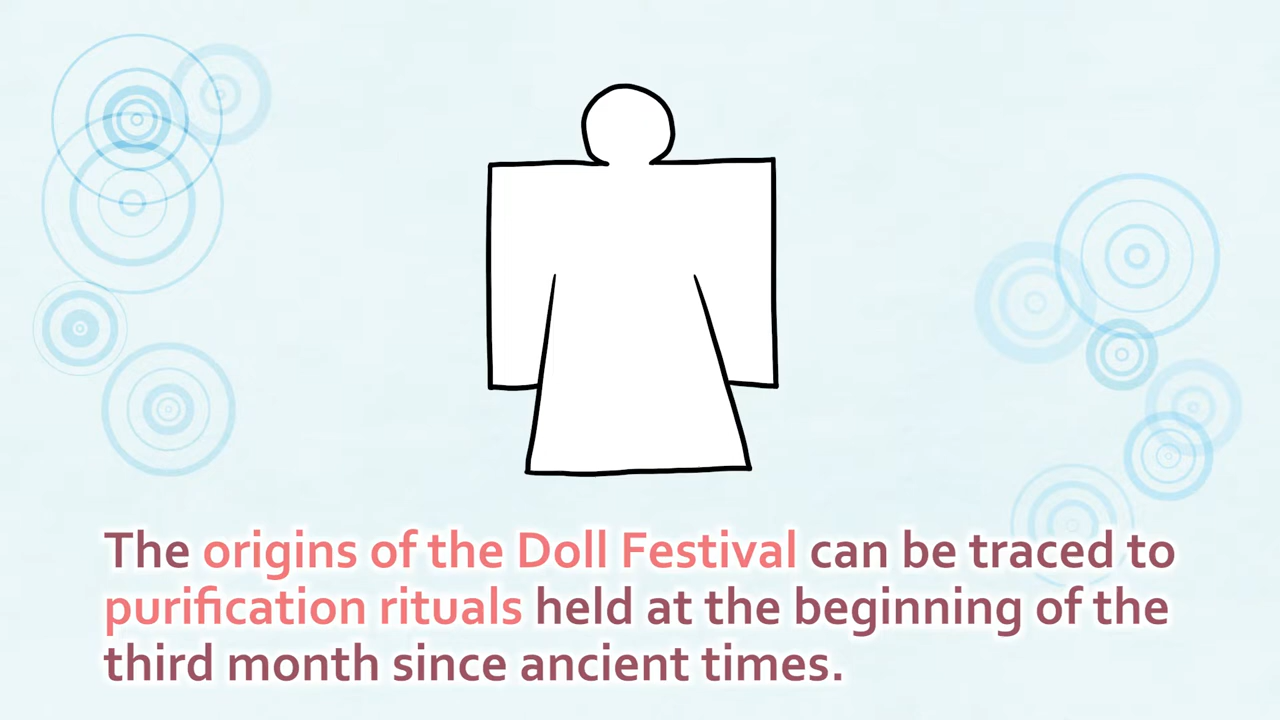 The origins of the Doll Festival can be traced to
purification rituals held at the beginning of the
third month since ancient times.